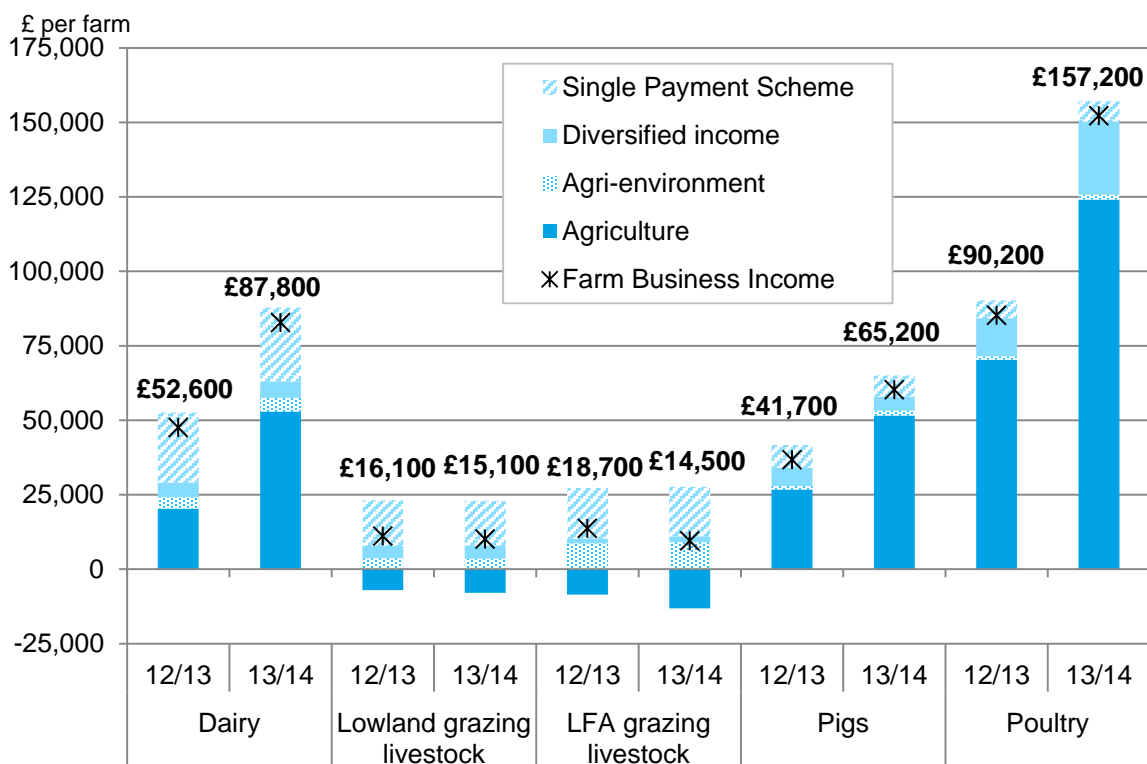 £ per farm
175,000
150,000
125,000
100,000
75,000
50,000
25,000
0
-25,000
Single Payment Scheme
Diversified income
Agri-environment
Agriculture
Farm Business Income
£52,600
£87,800
£16,100
£15,100
£18,700
£14,500
£41,700
£65,200
£90,200
£157,200
12/13 13/14 12/13 13/14 12/13 13/14 12/13 13/14 12/13 13/14
Dairy Lowland grazing LFA grazing Pigs Poultry
livestock livestock